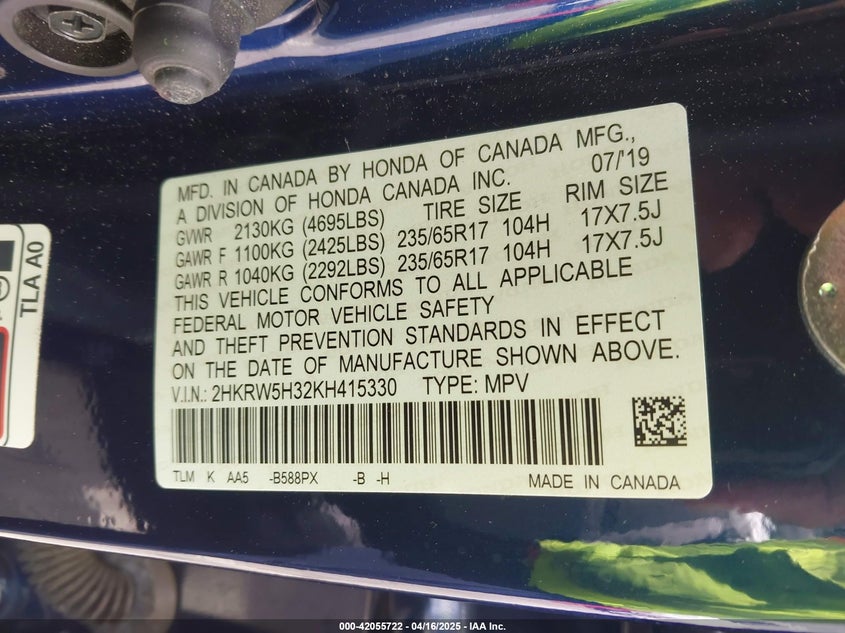 MFD. IN CANADA BY HONDA OF CANADA MFG.,
A DIVISION OF HONDA CANADA INC. 07/'19
GVWR 2130KG (4695LBS) TIRE SIZE RIM SIZE
GAWR F 1100KG (2425LBS) 235/65R17 104H 17X7.5J
GAWR R 1040KG (2292LBS) 235/65R17 104H 17X7.5J
THIS VEHICLE CONFORMS TO ALL APPLICABLE
FEDERAL MOTOR VEHICLE SAFETY
AND THEFT PREVENTION STANDARDS IN EFFECT
ON THE DATE OF MANUFACTURE SHOWN ABOVE.
V.I.N.: 2HKRW5H32KH415330 TYPE: MPV
TLM K AA5 -B588PX -B -H MADE IN CANADA
TLA A0
000-42055722 - 04/16/2025 - IAA Inc.